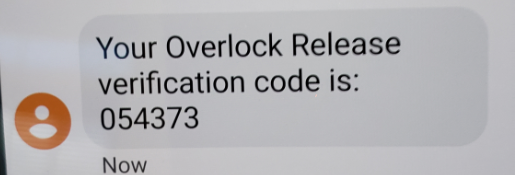 Your Overlock Release
verification code is:
054373
Now